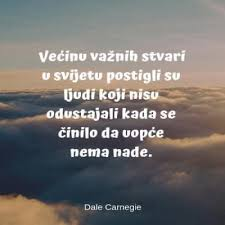 Većinu važnih stvari
u svijetu postigli su
ljudi koji nisu
odustajali kada se
činilo da uopće
nema nade.
Dale Carnegie